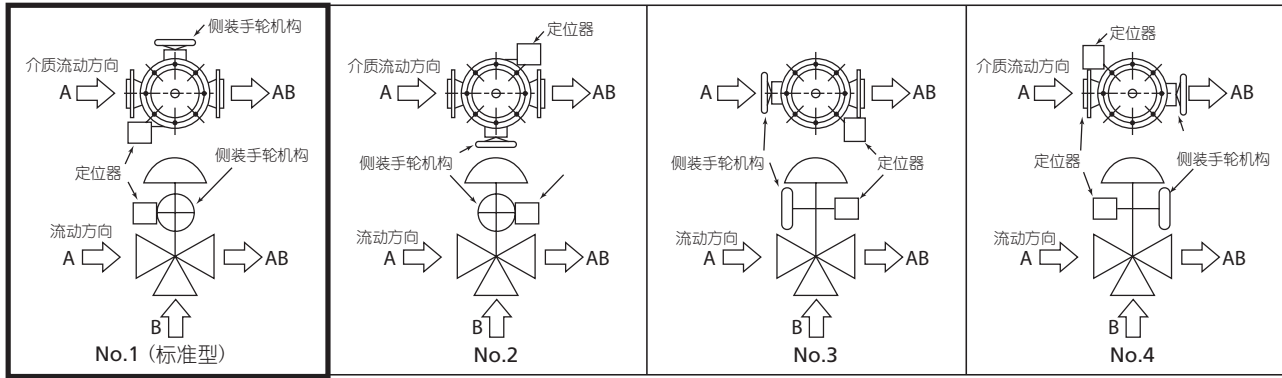 侧装手轮机构
介质流动方向
A
AB
定位器
侧装手轮机构
流动方向
A
AB
B
No.1 (标准型)
定位器
介质流动方向
A
AB
侧装手轮机构
流动方向
A
AB
B
No.2
A
AB
侧装手轮机构
定位器
流动方向
A
AB
B
No.3
定位器
介质流动方向
A
AB
定位器
侧装手轮机构
流动方向
A
AB
B
No.4